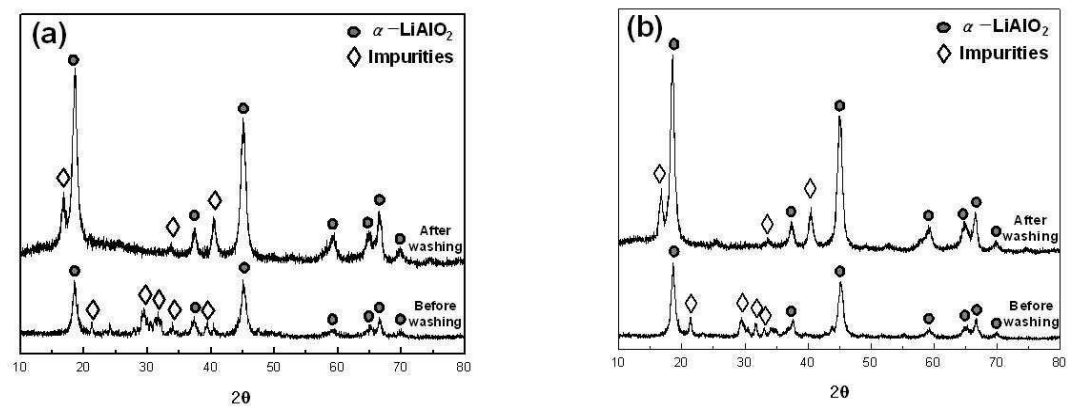 (a)
α－LiAlO₂
Impurities
After
washing
Before
washing
10 20 30 40 50 60 70 80
2θ
(b)
α－LiAlO₂
Impurities
After
washing
Before
washing
10 20 30 40 50 60 70 80
2θ